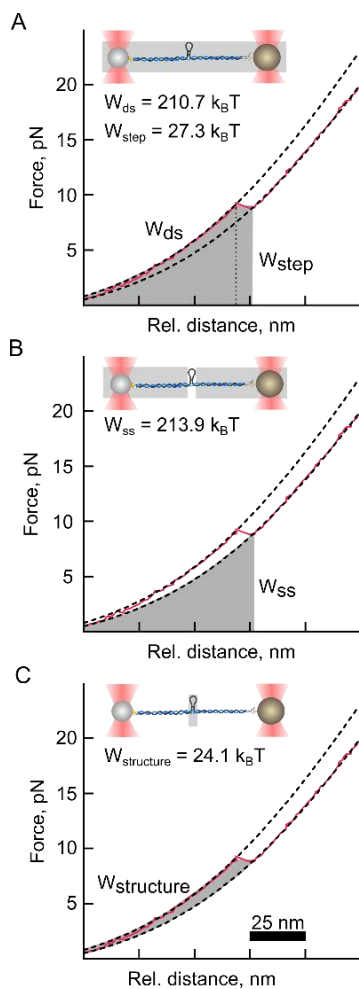 A
W_ds = 210.7 k_BT
W_step = 27.3 k_BT
Force, pN
20
15
10
5
W_ds
W_step
Rel. distance, nm
B
W_ss = 213.9 k_BT
Force, pN
20
15
10
5
W_ss
Rel. distance, nm
C
W_structure = 24.1 k_BT
Force, pN
20
15
10
5
W_structure
25 nm
Rel. distance, nm